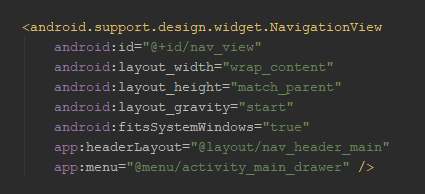 <android.support.design.widget.NavigationView
android:id="@+id/nav_view"
android:layout_width="wrap_content"
android:layout_height="match_parent"
android:layout_gravity="start"
android:fitsSystemWindows="true"
app:headerLayout="@layout/nav_header_main"
app:menu="@menu/activity_main_drawer" />